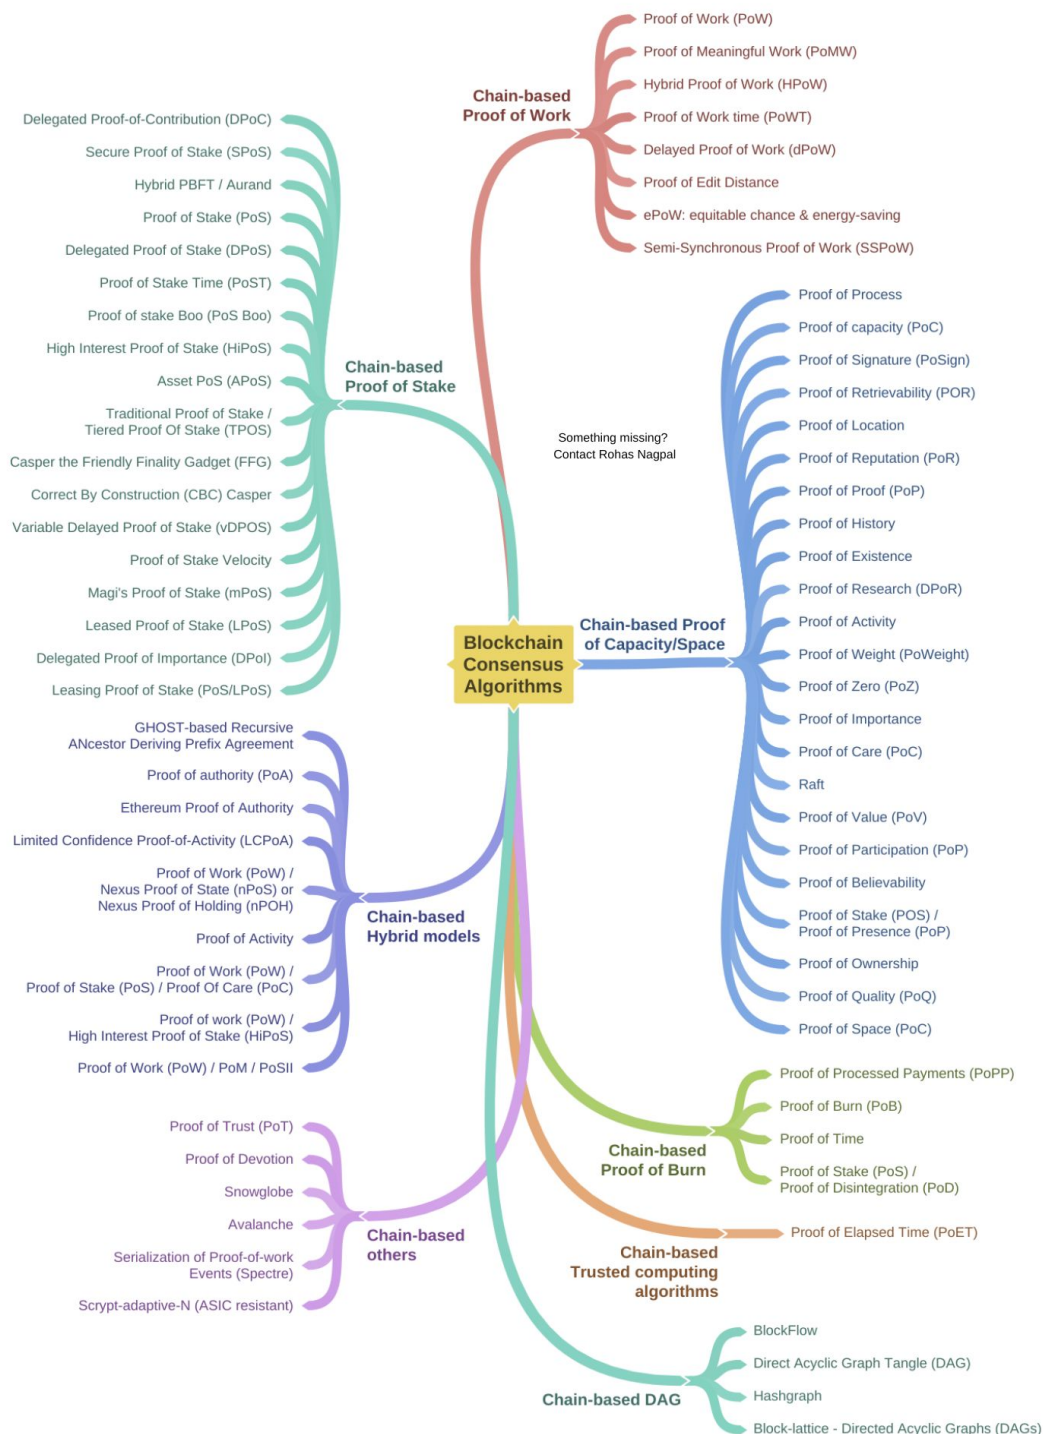 Proof of Work (PoW)
Proof of Meaningful Work (PoMW)
Hybrid Proof of Work (HPoW)
Proof of Work time (PoWT)
Delayed Proof of Work (dPoW)
Proof of Edit Distance
ePoW: equitable chance & energy-saving
Semi-Synchronous Proof of Work (SSPoW)
Chain-based
Proof of Work
Delegated Proof-of-Contribution (DPoC)
Secure Proof of Stake (SPoS)
Hybrid PBFT / Aurand
Proof of Stake (PoS)
Delegated Proof of Stake (DPoS)
Proof of Stake Time (PoST)
Proof of stake Boo (PoS Boo)
High Interest Proof of Stake (HiPoS)
Asset PoS (APoS)
Traditional Proof of Stake /
Tiered Proof Of Stake (TPOS)
Casper the Friendly Finality Gadget (FFG)
Correct By Construction (CBC) Casper
Variable Delayed Proof of Stake (vDPOS)
Proof of Stake Velocity
Magi's Proof of Stake (mPoS)
Leased Proof of Stake (LPoS)
Delegated Proof of Importance (DPoI)
Leasing Proof of Stake (PoS/LPoS)
Chain-based
Proof of Stake
Something missing?
Contact Rohas Nagpal
Blockchain
Consensus
Algorithms
Chain-based Proof
of Capacity/Space
Proof of Process
Proof of capacity (PoC)
Proof of Signature (PoSign)
Proof of Retrievability (POR)
Proof of Location
Proof of Reputation (PoR)
Proof of Proof (PoP)
Proof of History
Proof of Existence
Proof of Research (DPoR)
Proof of Activity
Proof of Weight (PoWeight)
Proof of Zero (PoZ)
Proof of Importance
Proof of Care (PoC)
Raft
Proof of Value (PoV)
Proof of Participation (PoP)
Proof of Believability
Proof of Stake (POS) /
Proof of Presence (PoP)
Proof of Ownership
Proof of Quality (PoQ)
Proof of Space (PoC)
GHOST-based Recursive
ANcestor Deriving Prefix Agreement
Proof of authority (PoA)
Ethereum Proof of Authority
Limited Confidence Proof-of-Activity (LCPoA)
Proof of Work (PoW) /
Nexus Proof of State (nPoS) or
Nexus Proof of Holding (nPOH)
Proof of Activity
Proof of Work (PoW) /
Proof of Stake (PoS) / Proof Of Care (PoC)
Proof of work (PoW) /
High Interest Proof of Stake (HiPoS)
Proof of Work (PoW) / PoM / PoSII
Chain-based
Hybrid models
Proof of Processed Payments (PoPP)
Proof of Burn (PoB)
Proof of Time
Proof of Stake (PoS) /
Proof of Disintegration (PoD)
Chain-based
Proof of Burn
Proof of Trust (PoT)
Proof of Devotion
Snowglobe
Avalanche
Serialization of Proof-of-work
Events (Spectre)
Scrypt-adaptive-N (ASIC resistant)
Chain-based
others
Proof of Elapsed Time (PoET)
Chain-based
Trusted computing
algorithms
BlockFlow
Direct Acyclic Graph Tangle (DAG)
Hashgraph
Block-lattice - Directed Acyclic Graphs (DAGs)
Chain-based DAG